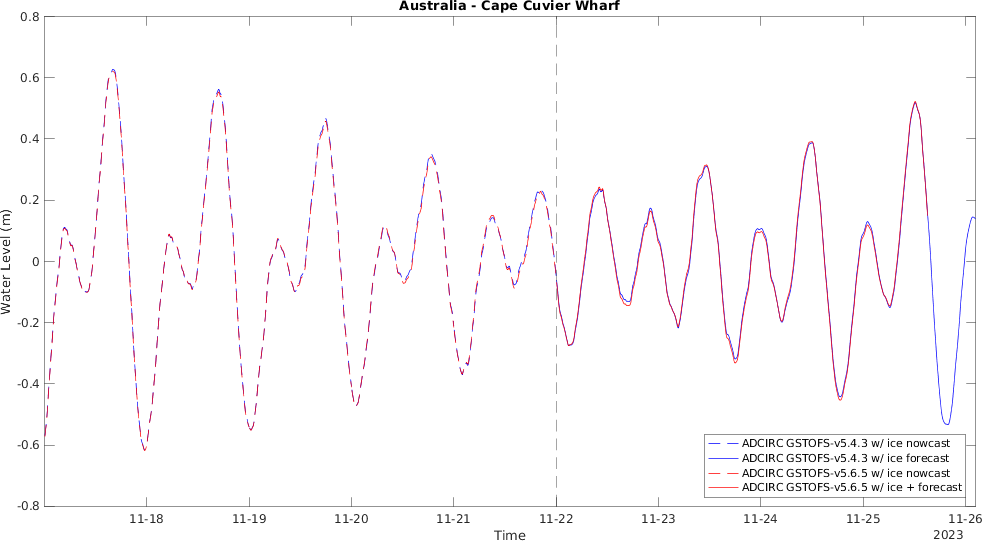 Australia - Cape Cuvier Wharf
0.8
0.6
0.4
0.2
0
-0.2
-0.4
-0.6
-0.8
Water Level (m)
ADCIRC GSTOFS-v5.4.3 w/ ice nowcast
ADCIRC GSTOFS-v5.4.3 w/ ice forecast
ADCIRC GSTOFS-v5.6.5 w/ ice nowcast
ADCIRC GSTOFS-v5.6.5 w/ ice + forecast
11-18 11-19 11-20 11-21 11-22 11-23 11-24 11-25 11-26
Time
2023